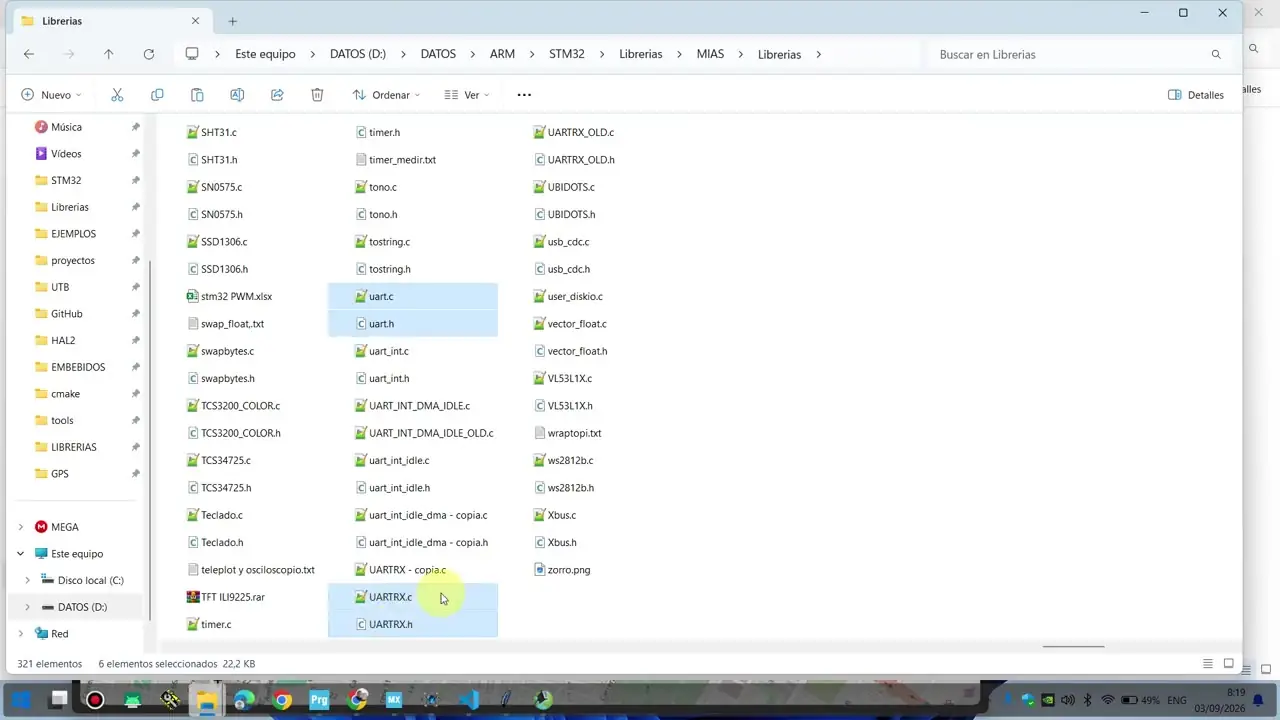 Librerias
Este equipo > DATOS (D:) > DATOS > ARM > STM32 > Librerias > MIAS > Librerias >
Buscar en Librerias
Nuevo
Ordenar
Ver
Detalles
alles
Música
Vídeos
STM32
Librerias
EJEMPLOS
proyectos
UTB
GitHub
HAL2
EMBEBIDOS
cmake
tools
LIBRERIAS
GPS
MEGA
Este equipo
Disco local (C:)
DATOS (D:)
Red
SHT31.c
SHT31.h
SN0575.c
SN0575.h
SSD1306.c
SSD1306.h
stm32 PWM.xlsx
swap_float,.txt
swapbytes.c
swapbytes.h
TCS3200_COLOR.c
TCS3200_COLOR.h
TCS34725.c
TCS34725.h
Teclado.c
Teclado.h
teleplot y osciloscopio.txt
TFT ILI9225.rar
timer.c
timer.h
timer_medir.txt
tono.c
tono.h
tostring.c
tostring.h
uart.c
uart.h
uart_int.c
uart_int.h
UART_INT_DMA_IDLE.c
UART_INT_DMA_IDLE_OLD.c
uart_int_idle.c
uart_int_idle.h
uart_int_idle_dma - copia.c
uart_int_idle_dma - copia.h
UARTRX - copia.c
UARTRX.c
UARTRX.h
UARTRX_OLD.c
UARTRX_OLD.h
UBIDOTS.c
UBIDOTS.h
usb_cdc.c
usb_cdc.h
user_diskio.c
vector_float.c
vector_float.h
VL53L1X.c
VL53L1X.h
wraptopi.txt
ws2812b.c
ws2812b.h
Xbus.c
Xbus.h
zorro.png
321 elementos
6 elementos seleccionados 22,2 KB
Prg
MX
49%
ENG
8:19
03/09/2026